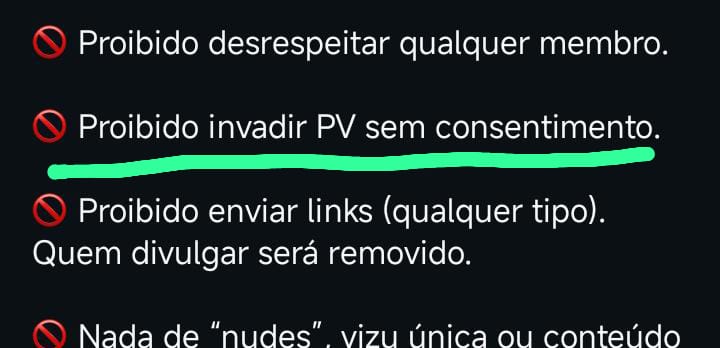 🚫 Proibido desrespeitar qualquer membro.
🚫 Proibido invadir PV sem consentimento.
🚫 Proibido enviar links (qualquer tipo).
Quem divulgar será removido.
🚫 Nada de “nudes”, vizu única ou conteúdo